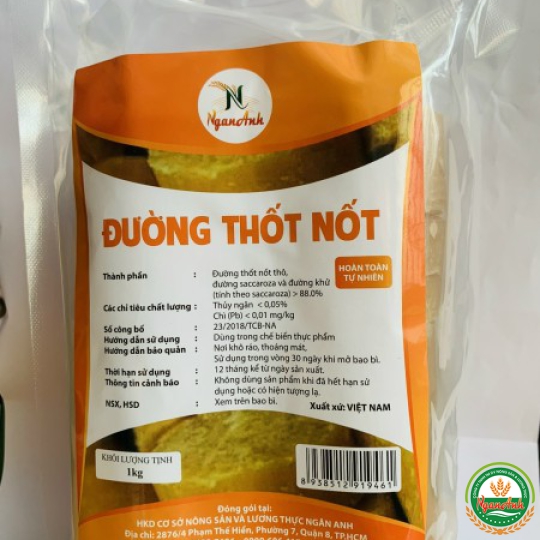 N
NganAnh
ĐƯỜNG THỐT NỐT
HOÀN TOÀN
TỰ NHIÊN
Thành phần : Đường thốt nốt thô,
đường saccaroza và đường khử
(tính theo saccaroza) > 88.0%
Các chỉ tiêu chất lượng : Thủy ngân < 0,05%
Chì (Pb) < 0,01 mg/kg
Số công bố : 23/2018/TCB-NA
Hướng dẫn sử dụng : Dùng trong chế biến thực phẩm
Hướng dẫn bảo quản : Nơi khô ráo, thoáng mát,
Sử dụng trong vòng 30 ngày khi mở bao bì.
Thời hạn sử dụng : 12 tháng kể từ ngày sản xuất.
Thông tin cảnh báo : Không dùng sản phẩm khi đã hết hạn sử
dụng hoặc có hiện tượng lạ.
NSX, HSD : Xem trên bao bì.
Xuất xứ: VIỆT NAM
KHỐI LƯỢNG TỊNH
1kg
8 938512 919461
Đóng gói tại:
HKD CƠ SỞ NÔNG SẢN VÀ LƯƠNG THỰC NGÂN ANH
Địa chỉ: 2876/4 Phạm Thế Hiển, Phường 7, Quận 8, TP.HCM
NganAnh